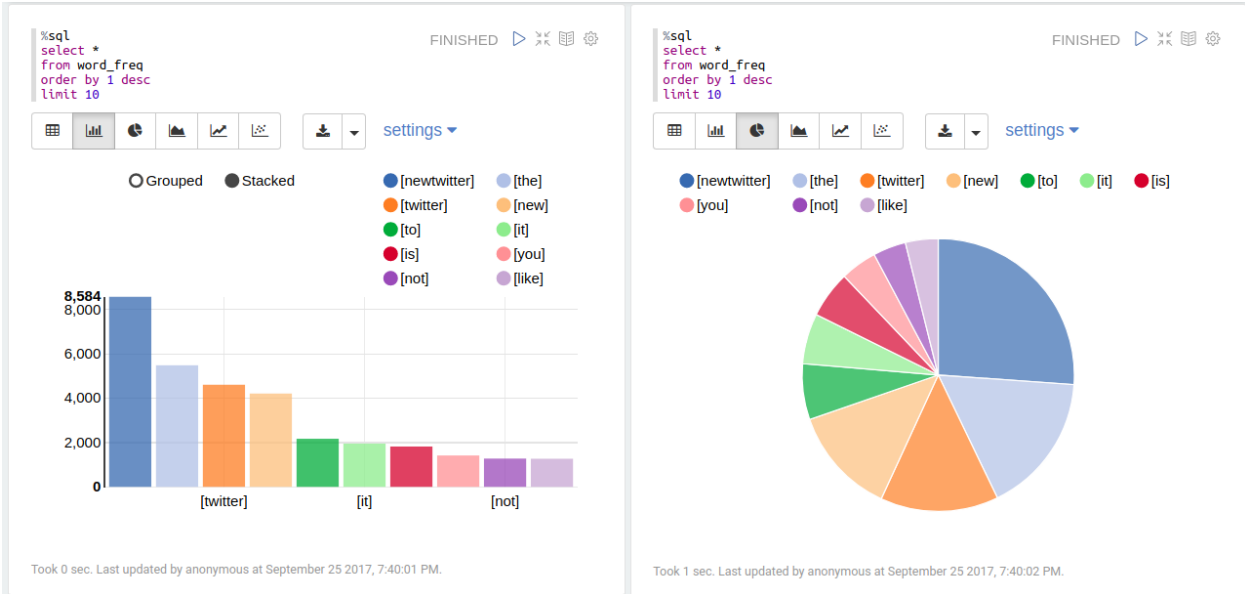 %sql
select *
from word_freq
order by 1 desc
limit 10
FINISHED
settings
Grouped Stacked
[newtwitter] [the]
[twitter] [new]
[to] [it]
[is] [you]
[not] [like]
8,584
8,000
6,000
4,000
2,000
0
[twitter] [it] [not]
Took 0 sec. Last updated by anonymous at September 25 2017, 7:40:01 PM.
%sql
select *
from word_freq
order by 1 desc
limit 10
FINISHED
settings
[newtwitter] [the] [twitter] [new] [to] [it] [is]
[you] [not] [like]
Took 1 sec. Last updated by anonymous at September 25 2017, 7:40:02 PM.